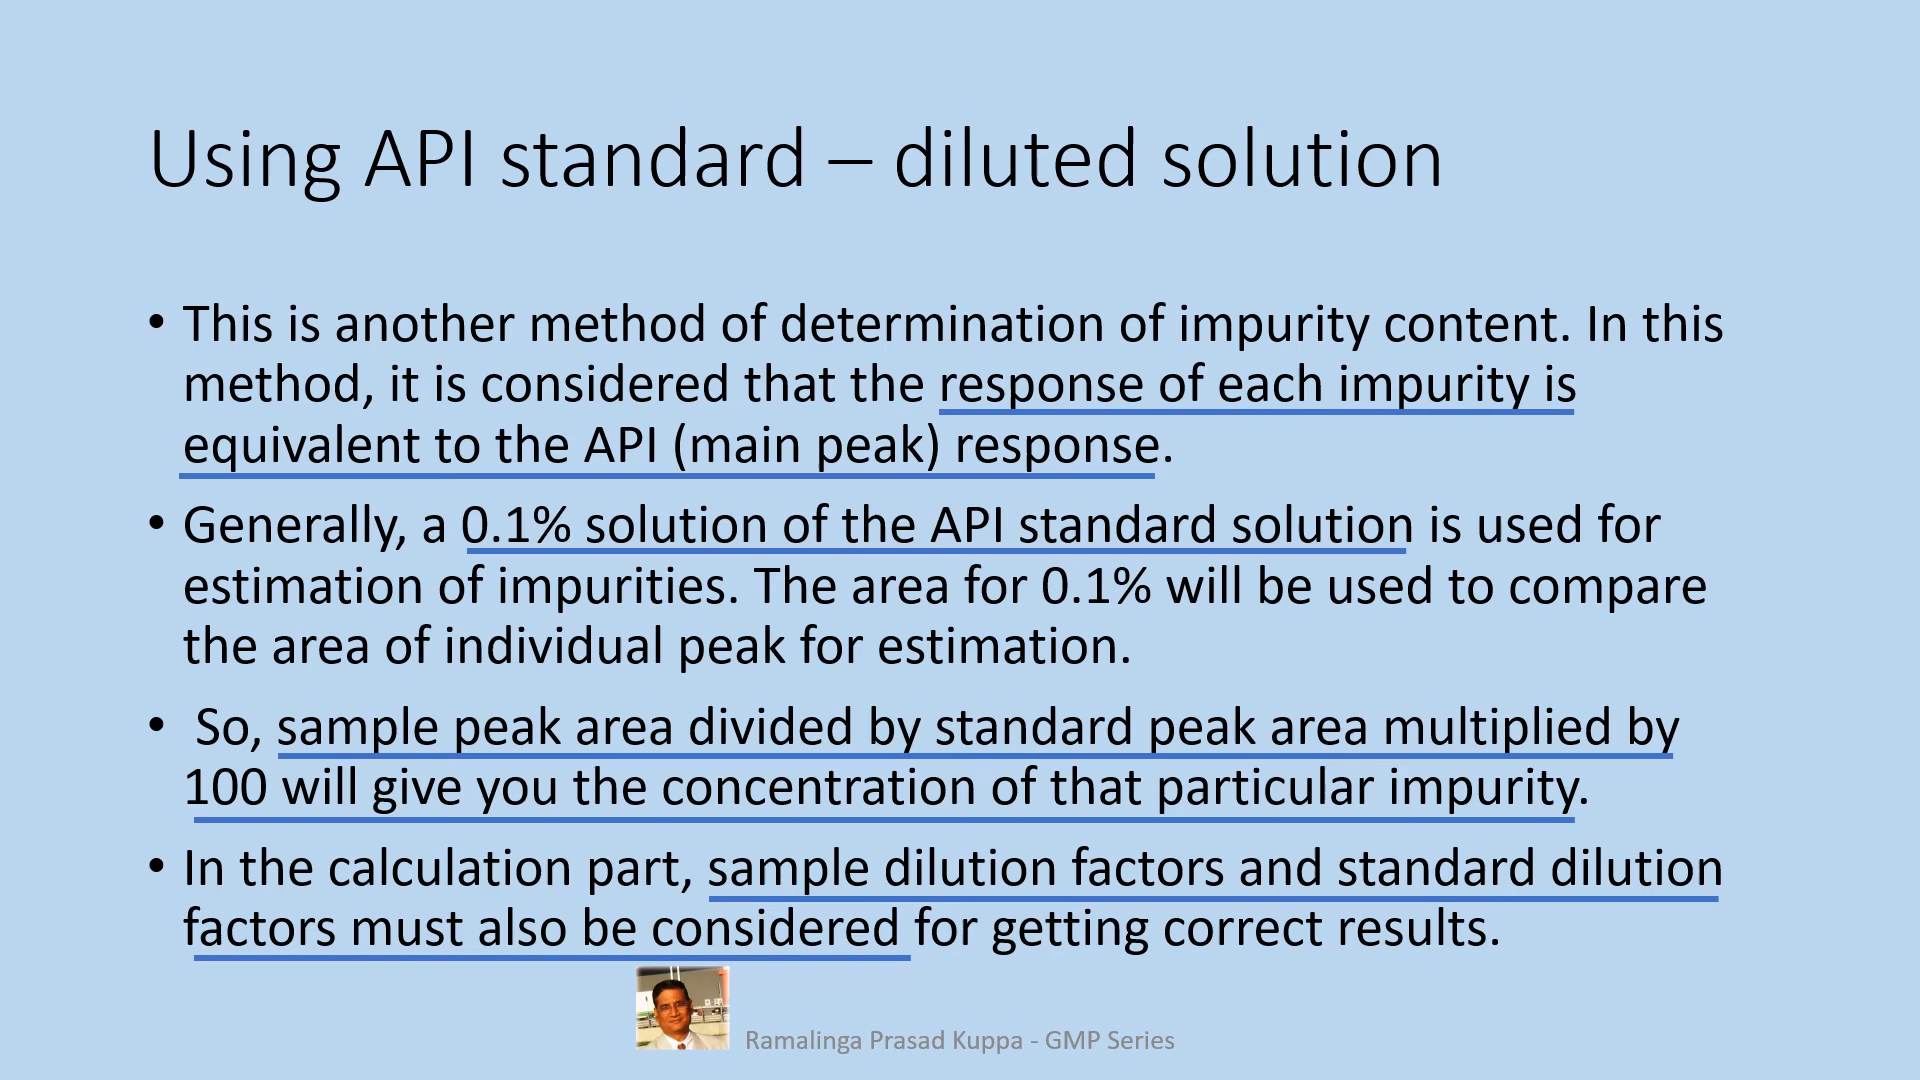 Using API standard – diluted solution
• This is another method of determination of impurity content. In this
method, it is considered that the response of each impurity is
equivalent to the API (main peak) response.
• Generally, a 0.1% solution of the API standard solution is used for
estimation of impurities. The area for 0.1% will be used to compare
the area of individual peak for estimation.
• So, sample peak area divided by standard peak area multiplied by
100 will give you the concentration of that particular impurity.
• In the calculation part, sample dilution factors and standard dilution
factors must also be considered for getting correct results.
Ramalinga Prasad Kuppa - GMP Series